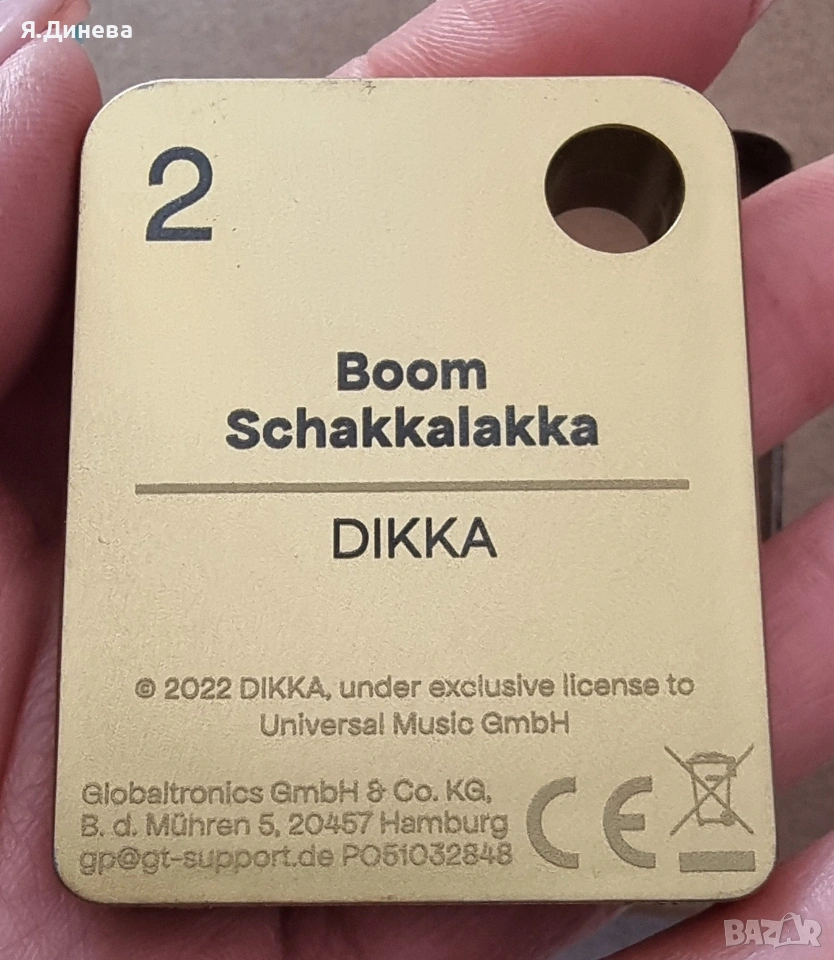 Я.Динева
2
Boom
Schakkalakka
DIKKA
© 2022 DIKKA, under exclusive license to
Universal Music GmbH
Globaltronics GmbH & Co. KG,
B. d. Mühren 5, 20457 Hamburg
gp@gt-support.de PO51032848
CE
BAZAR